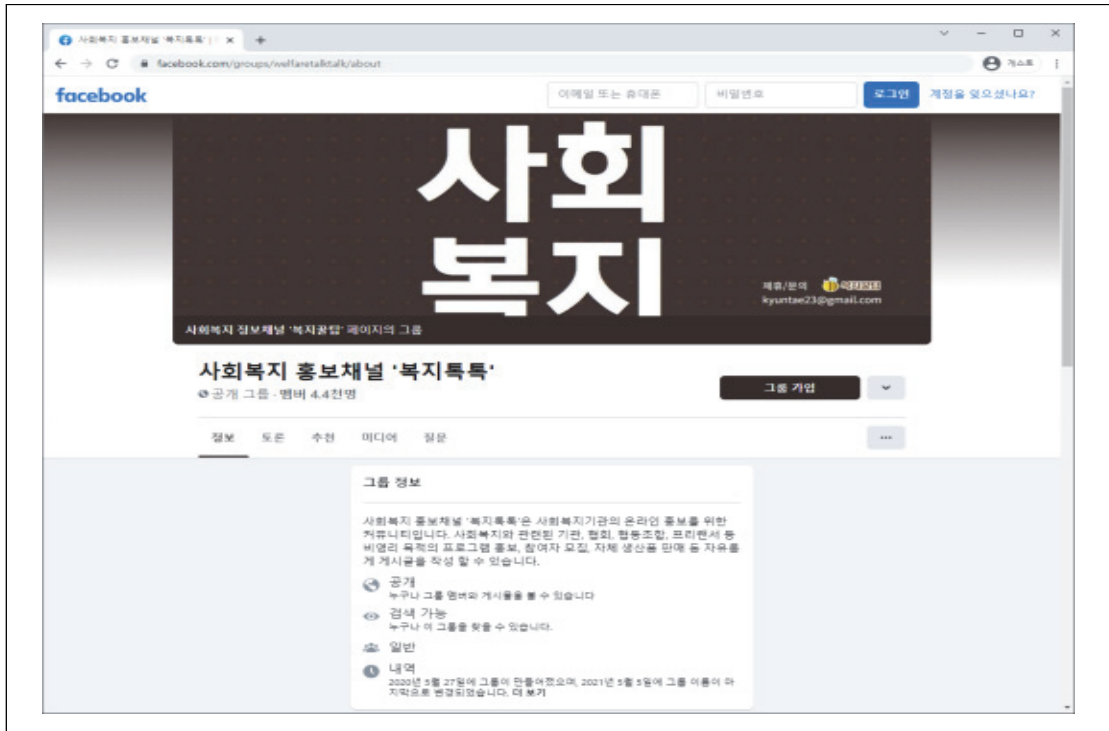 사회복지 홍보채널 '복지톡톡' |
facebook.com/groups/welfaretalktalk/about
게스트
facebook
이메일 또는 휴대폰
비밀번호
로그인
계정을 잊으셨나요?
사회
복지
제휴/문의
kyuntae23@gmail.com
사회복지 정보채널 '복지꿀팁' 페이지의 그룹
사회복지 홍보채널 '복지톡톡'
공개 그룹 · 멤버 4.4천명
그룹 가입
정보 토론 추천 미디어 질문
그룹 정보
사회복지 홍보채널 '복지톡톡'은 사회복지기관의 온라인 홍보를 위한
커뮤니티입니다. 사회복지와 관련된 기관, 협회, 협동조합, 프리랜서 등
비영리 목적의 프로그램 홍보, 참여자 모집, 자체 생산품 판매 등 자유롭
게 게시글을 작성 할 수 있습니다.
공개
누구나 그룹 멤버와 게시물을 볼 수 있습니다
검색 가능
누구나 이 그룹을 찾을 수 있습니다.
일반
내역
2020년 5월 27일에 그룹이 만들어졌으며, 2021년 5월 5일에 그룹 이름이 마
지막으로 변경되었습니다. 더 보기